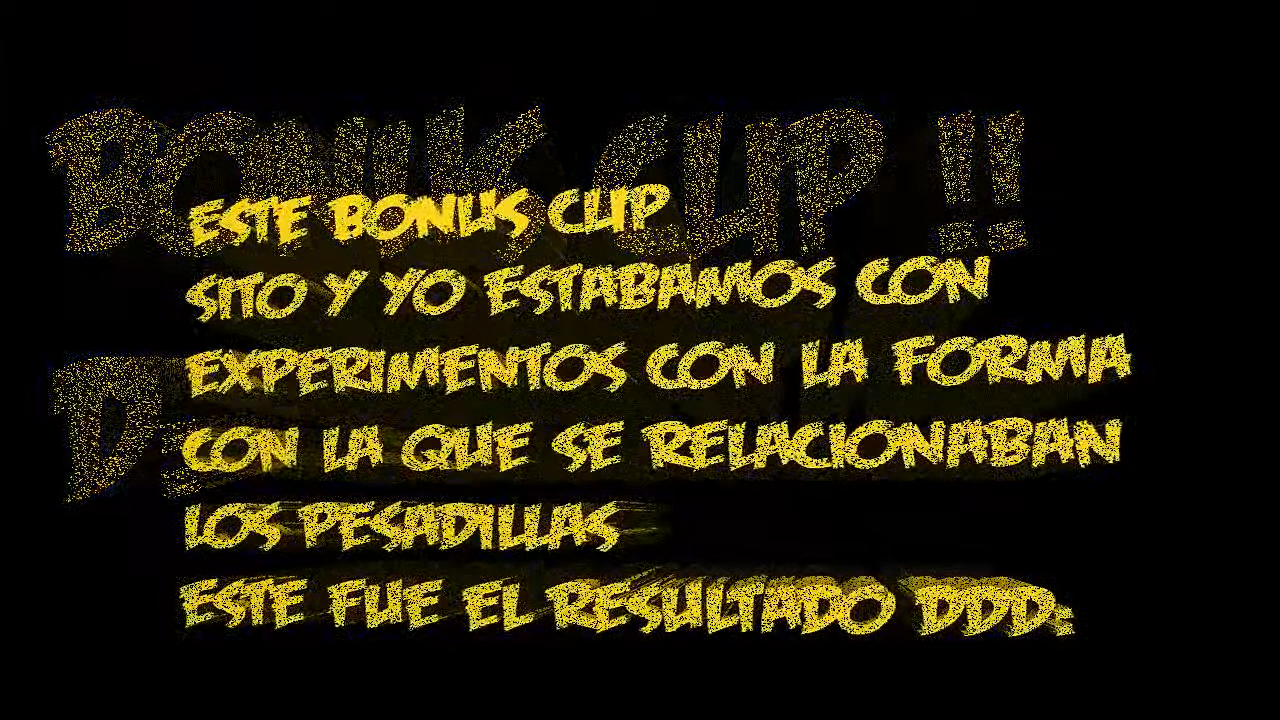 BONUS CLIP !!
ESTE BONUS CLIP
SITO Y YO ESTABAMOS CON
EXPERIMENTOS CON LA FORMA
CON LA QUE SE RELACIONABAN
LOS PESADILLAS
ESTE FUE EL RESULTADO DDD: